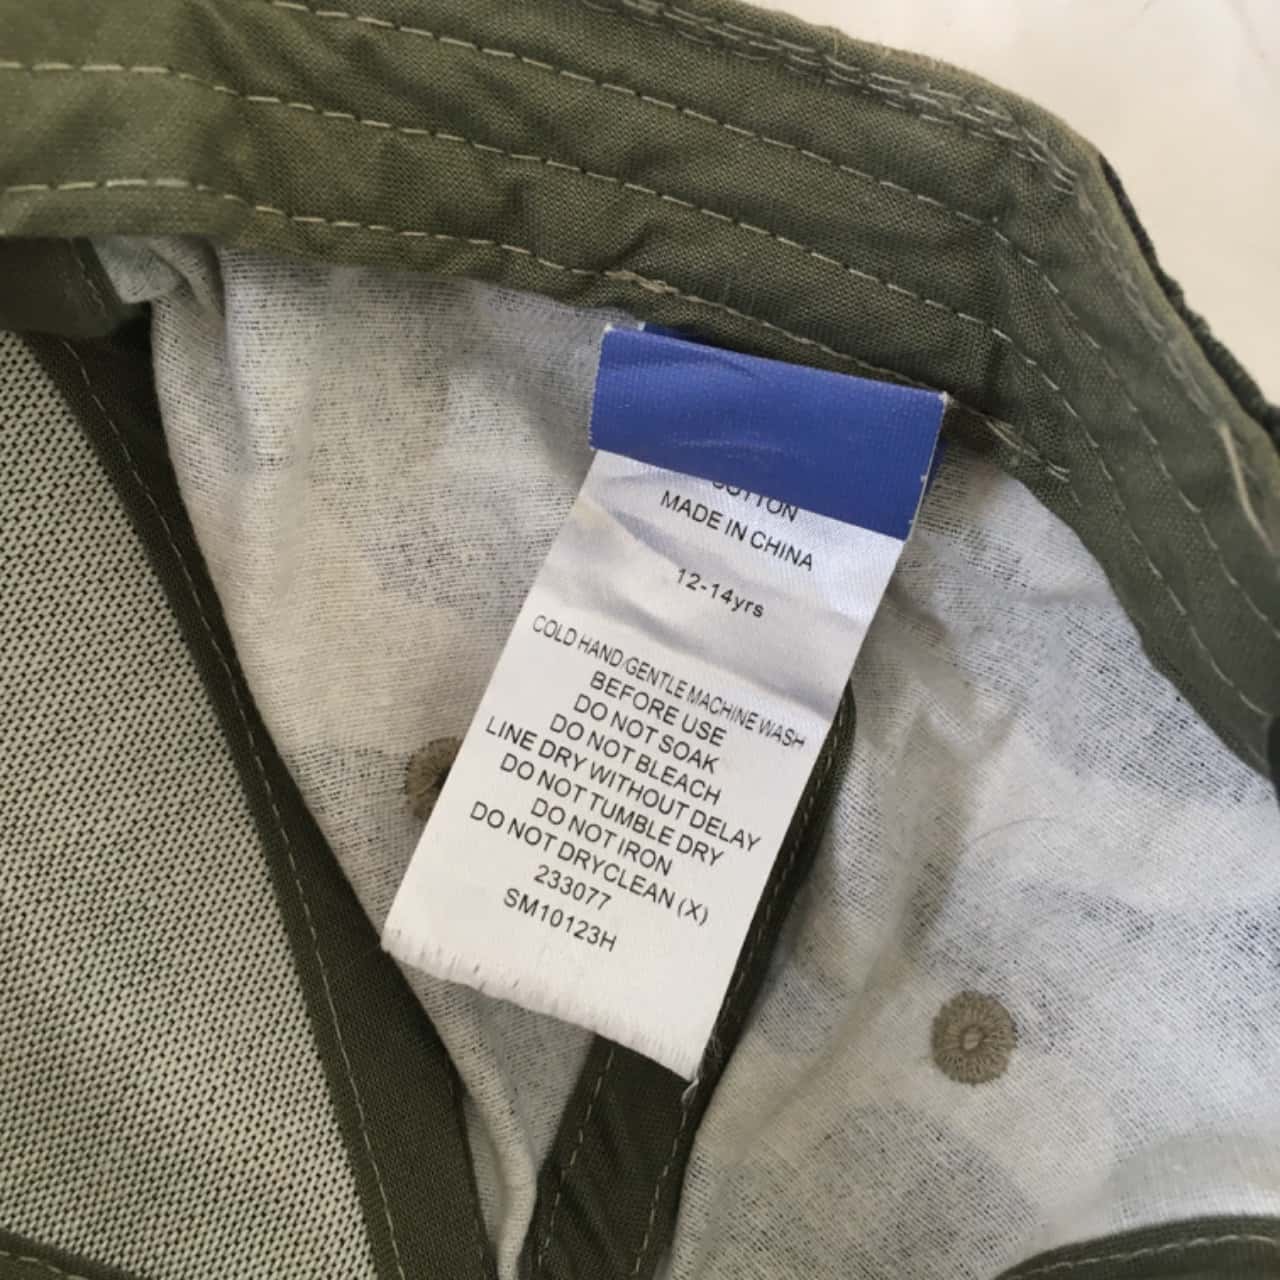 COTTON
MADE IN CHINA
12-14yrs
COLD HAND/GENTLE MACHINE WASH
BEFORE USE
DO NOT SOAK
DO NOT BLEACH
LINE DRY WITHOUT DELAY
DO NOT TUMBLE DRY
DO NOT IRON
DO NOT DRYCLEAN (X)
233077
SM10123H